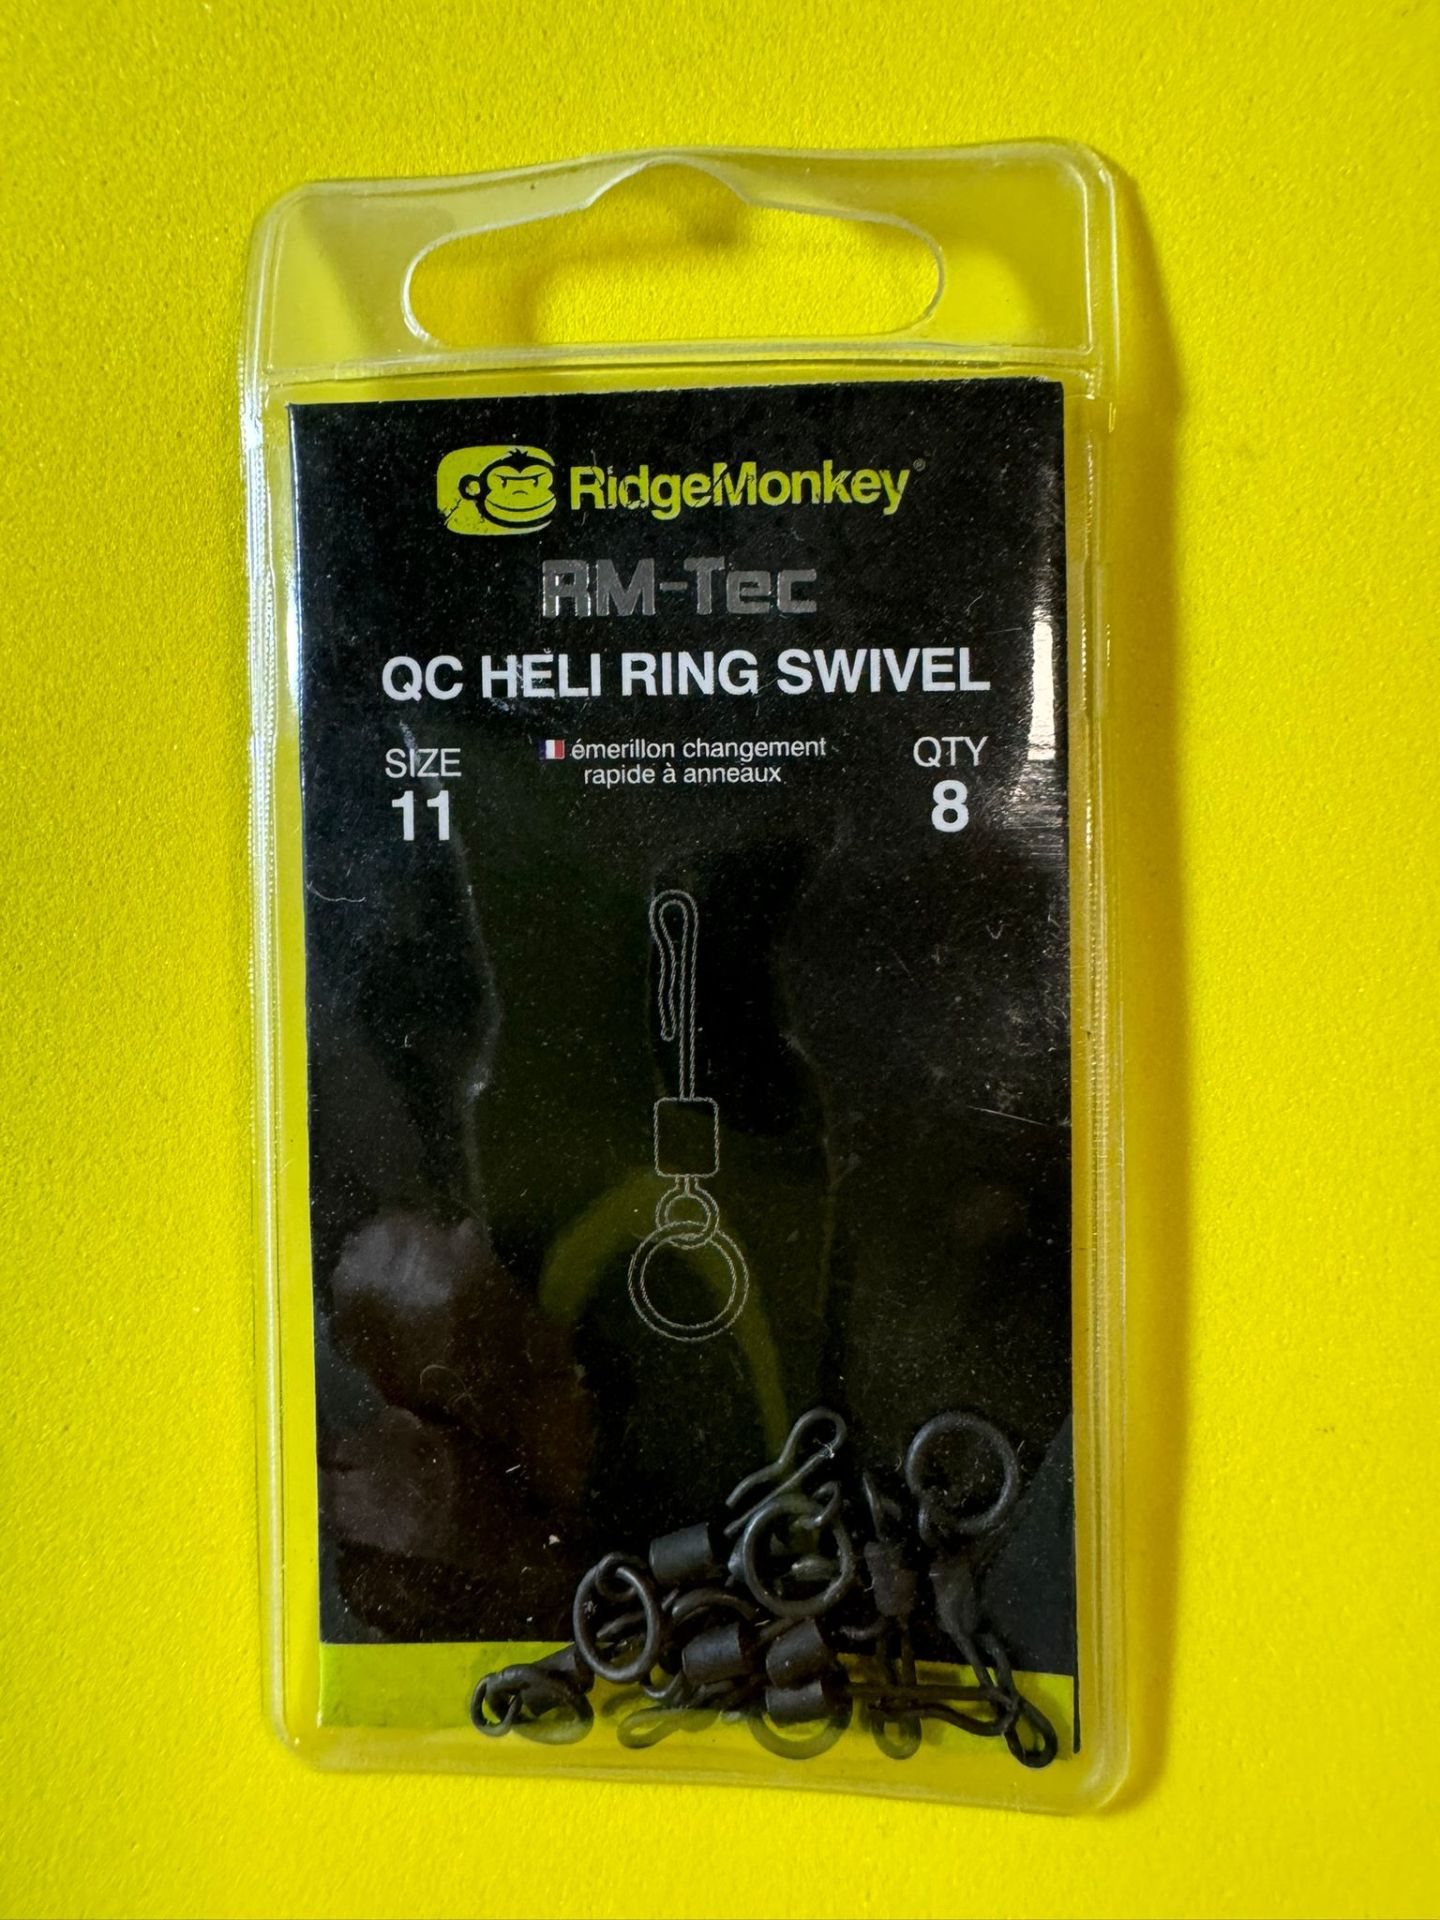 RidgeMonkey®
RM-Tec
QC HELI RING SWIVEL
SIZE
11
émerillon changement
rapide à anneaux
QTY
8